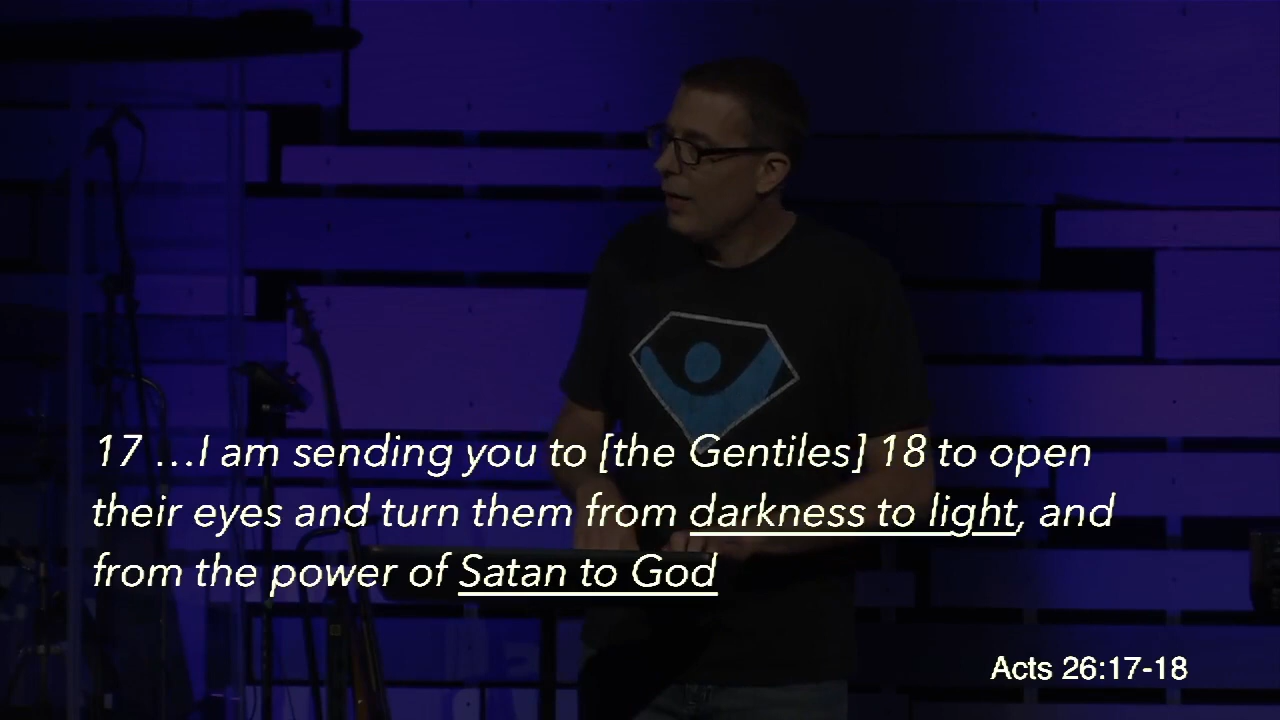 17 …I am sending you to [the Gentiles] 18 to open
their eyes and turn them from darkness to light, and
from the power of Satan to God
Acts 26:17-18